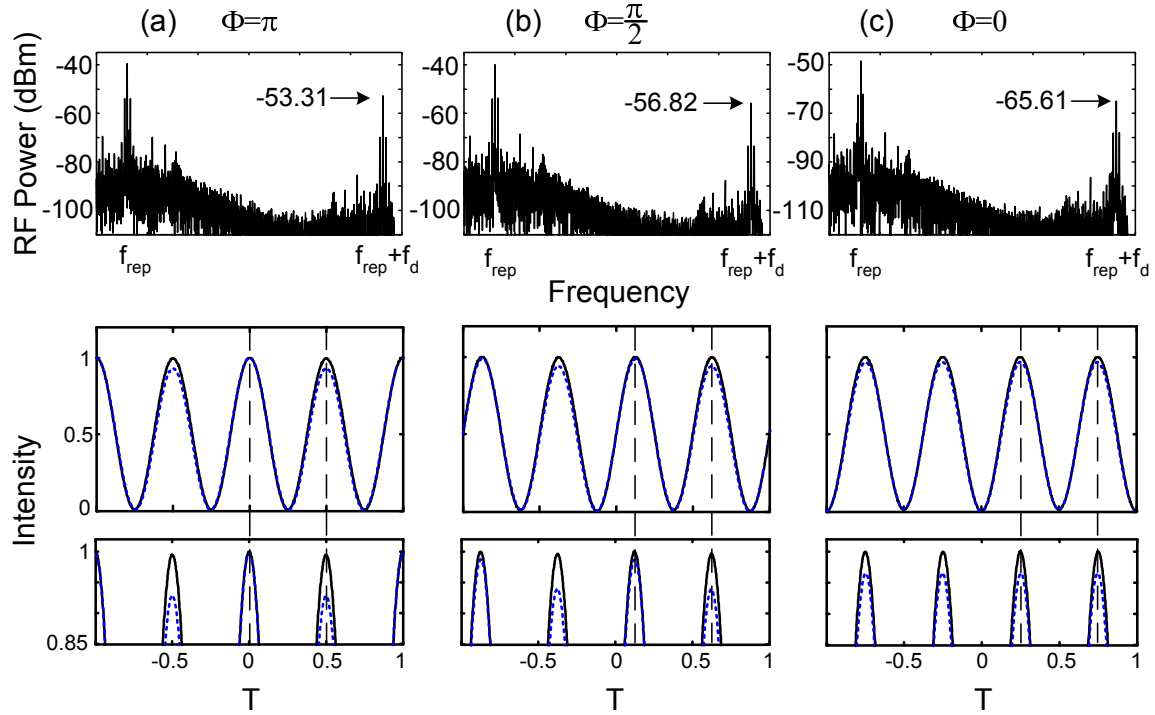 (a) Φ=π (b) Φ=π/2 (c) Φ=0
RF Power (dBm)
-40
-60
-80
-100
-53.31
f_rep f_rep+f_d
-40
-60
-80
-100
-56.82
f_rep f_rep+f_d
-50
-70
-90
-110
-65.61
f_rep f_rep+f_d
Frequency
Intensity
1
0.5
0
1
0.85
-0.5 0 0.5 1
-0.5 0 0.5 1
-0.5 0 0.5 1
T T T